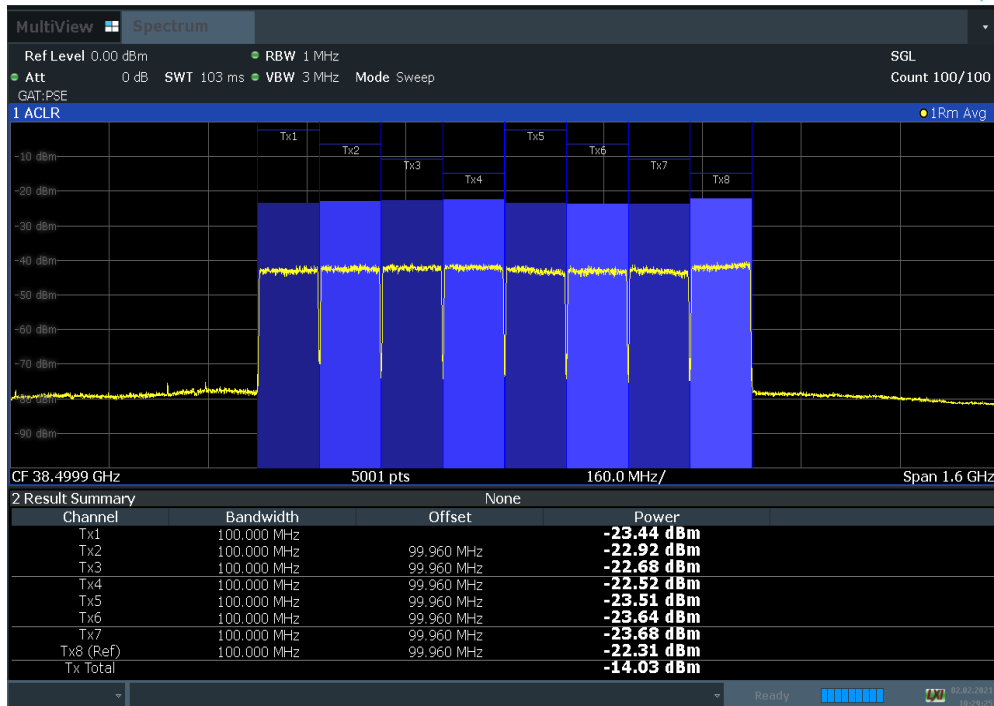 MultiView Spectrum
Ref Level 0.00 dBm RBW 1 MHz SGL
Att 0 dB SWT 103 ms VBW 3 MHz Mode Sweep Count 100/100
GAT:PSE
1 ACLR 1Rm Avg
Tx1 Tx5
Tx2 Tx6
-10 dBm Tx3 Tx7
Tx4 Tx8
-20 dBm
-30 dBm
-40 dBm
-50 dBm
-60 dBm
-70 dBm
-80 dBm
-90 dBm
CF 38.4999 GHz 5001 pts 160.0 MHz/ Span 1.6 GHz
2 Result Summary None
Channel Bandwidth Offset Power
Tx1 100.000 MHz -23.44 dBm
Tx2 100.000 MHz 99.960 MHz -22.92 dBm
Tx3 100.000 MHz 99.960 MHz -22.68 dBm
Tx4 100.000 MHz 99.960 MHz -22.52 dBm
Tx5 100.000 MHz 99.960 MHz -23.51 dBm
Tx6 100.000 MHz 99.960 MHz -23.64 dBm
Tx7 100.000 MHz 99.960 MHz -23.68 dBm
Tx8 (Ref) 100.000 MHz 99.960 MHz -22.31 dBm
Tx Total -14.03 dBm
Ready LXI 02.02.2021